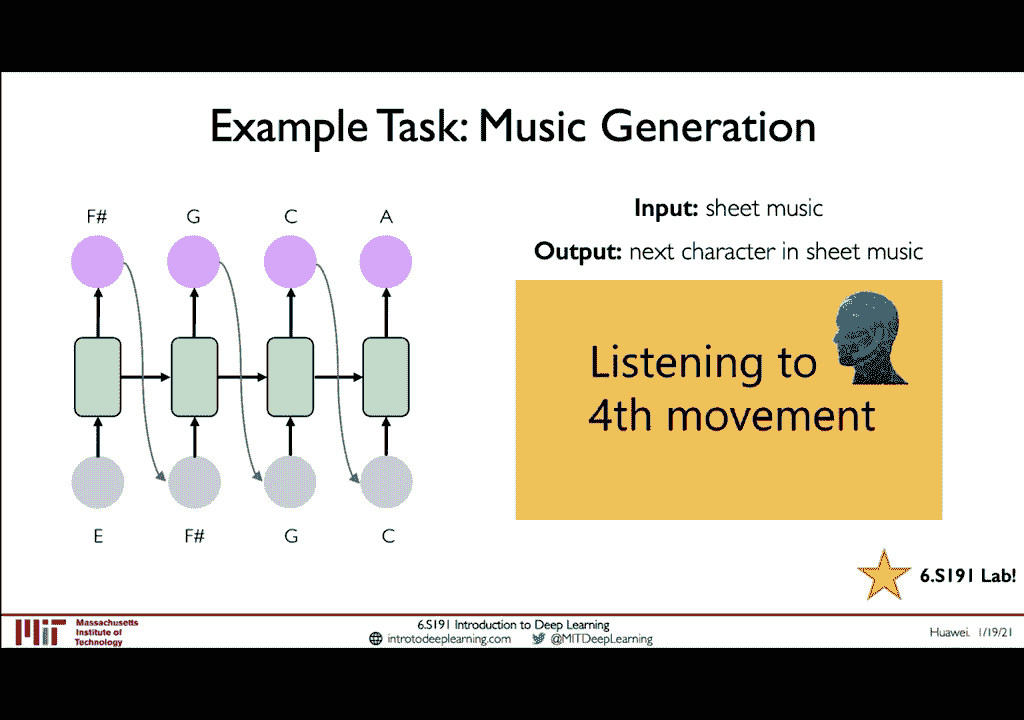 Example Task: Music Generation
F# G C A
E F# G C
Input: sheet music
Output: next character in sheet music
Listening to
4th movement
6.S191 Lab!
Massachusetts
Institute of
Technology
6.S191 Introduction to Deep Learning
introtodeeplearning.com @MITDeepLearning
Huawei. 1/19/21